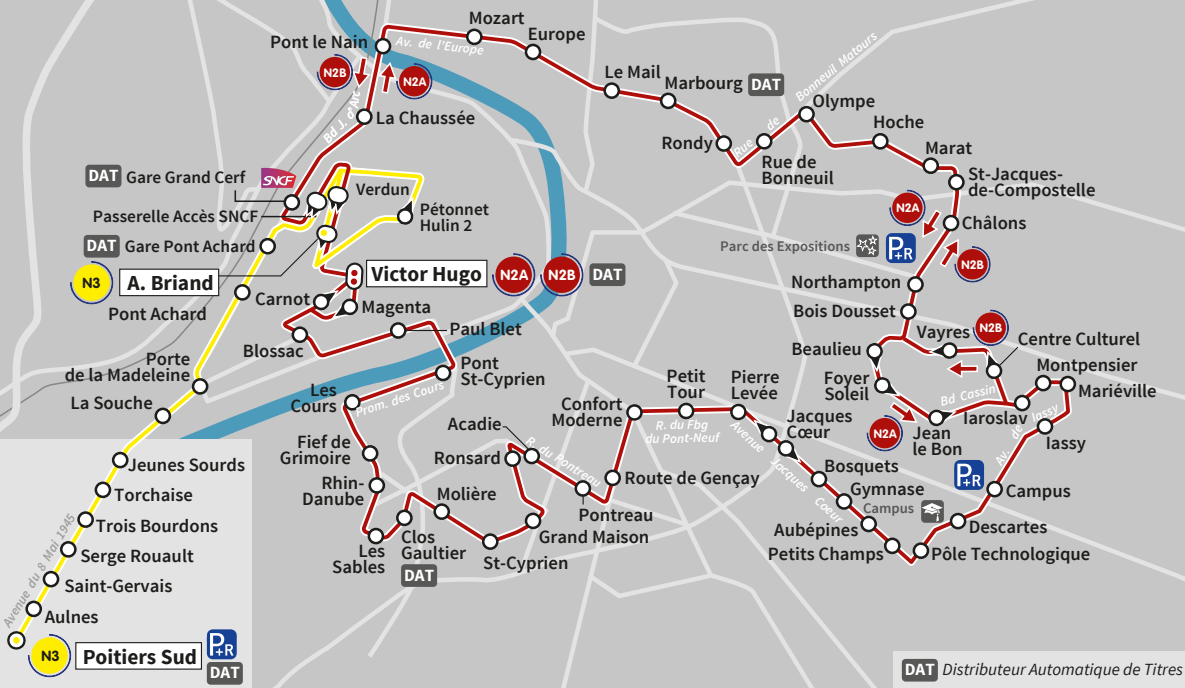 Mozart
Pont le Nain
Av. de l'Europe
Europe
N2B
N2A
Le Mail
Marbourg DAT
Bonneuil Matours
Rue de
Olympe
Bd J. d'Arc
La Chaussée
Hoche
Rondy
Rue de
Bonneuil
Marat
St-Jacques-
de-Compostelle
DAT Gare Grand Cerf
SNCF
Verdun
Passerelle Accès SNCF
Pétonnet
Hulin 2
N2A
Châlons
DAT Gare Pont Achard
Parc des Expositions
P+R
N2B
N3
A. Briand
Victor Hugo
N2A
N2B
DAT
Northampton
Pont Achard
Carnot
Magenta
Bois Dousset
Paul Blet
Vayres
N2B
Centre Culturel
Blossac
Beaulieu
Porte
de la Madeleine
Pont
St-Cyprien
Montpensier
Mariéville
Foyer
Soleil
Bd Cassin
Les
Cours
Prom. des Cours
Petit
Tour
Pierre
Levée
La Souche
Confort
Moderne
R. du Fbg
du Pont-Neuf
Jacques
Cœur
Avenue Jacques Coeur
N2A
Jean
le Bon
Iaroslav
Av. de Iassy
Iassy
Acadie
R. du Pontreau
Fief de
Grimoire
Ronsard
Jeunes Sourds
Bosquets
P+R
Rhin-
Danube
Route de Gençay
Torchaise
Molière
Gymnase
Campus
Campus
Pontreau
Trois Bourdons
Avenue du 8 Mai 1945
Clos
Gaultier
DAT
Grand Maison
Aubépines
Descartes
Les
Sables
St-Cyprien
Petits Champs
Pôle Technologique
Serge Rouault
Saint-Gervais
Aulnes
N3
Poitiers Sud
P+R
DAT
DAT Distributeur Automatique de Titres